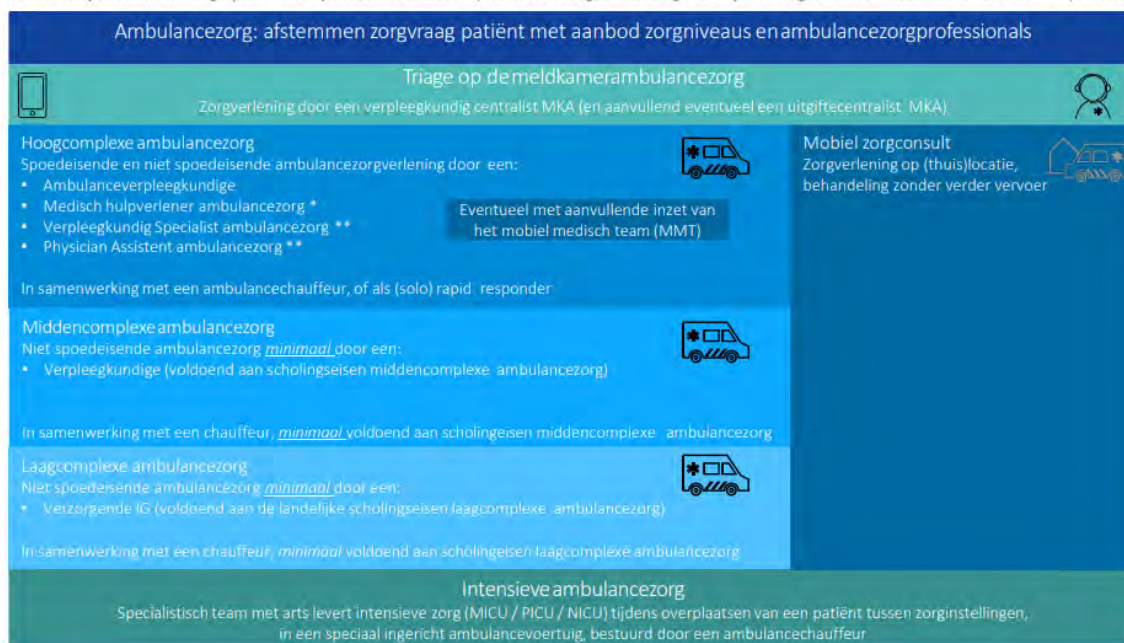 Ambulancezorg: afstemmen zorgvraag patiënt met aanbod zorgniveaus en ambulancezorgprofessionals
Triage op de meldkamer ambulancezorg
Zorgverlening door een verpleegkundig centralist MKA (en aanvullend eventueel een uitgiftecentralist MKA)
Hoogcomplexe ambulancezorg
Spoedeisende en niet spoedeisende ambulancezorgverlening door een:
• Ambulanceverpleegkundige
• Medisch hulpverlener ambulancezorg *
• Verpleegkundig Specialist ambulancezorg **
• Physician Assistent ambulancezorg **
Eventueel met aanvullende inzet van
het mobiel medisch team (MMT)
In samenwerking met een ambulancechauffeur, of als (solo) rapid responder
Mobiel zorgconsult
Zorgverlening op (thuis)locatie,
behandeling zonder verder vervoer
Middencomplexe ambulancezorg
Niet spoedeisende ambulancezorg minimaal door een:
• Verpleegkundige (voldoend aan scholingseisen middencomplexe ambulancezorg)
In samenwerking met een chauffeur, minimaal voldoend aan scholingeisen middencomplexe ambulancezorg
Laagcomplexe ambulancezorg
Niet spoedeisende ambulancezorg minimaal door een:
• Verzorgende IG (voldoend aan de landelijke scholingseisen laagcomplexe ambulancezorg)
In samenwerking met een chauffeur, minimaal voldoend aan scholingeisen laagcomplexe ambulancezorg
Intensieve ambulancezorg
Specialistisch team met arts levert intensieve zorg (MICU / PICU / NICU) tijdens overplaatsen van een patiënt tussen zorginstellingen,
in een speciaal ingericht ambulancevoertuig, bestuurd door een ambulancechauffeur